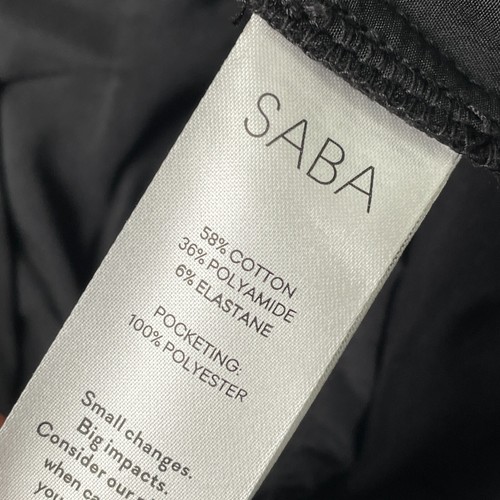 SABA
58% COTTON
36% POLYAMIDE
6% ELASTANE
POCKETING:
100% POLYESTER
Small changes.
Big impacts.
Consider our
when